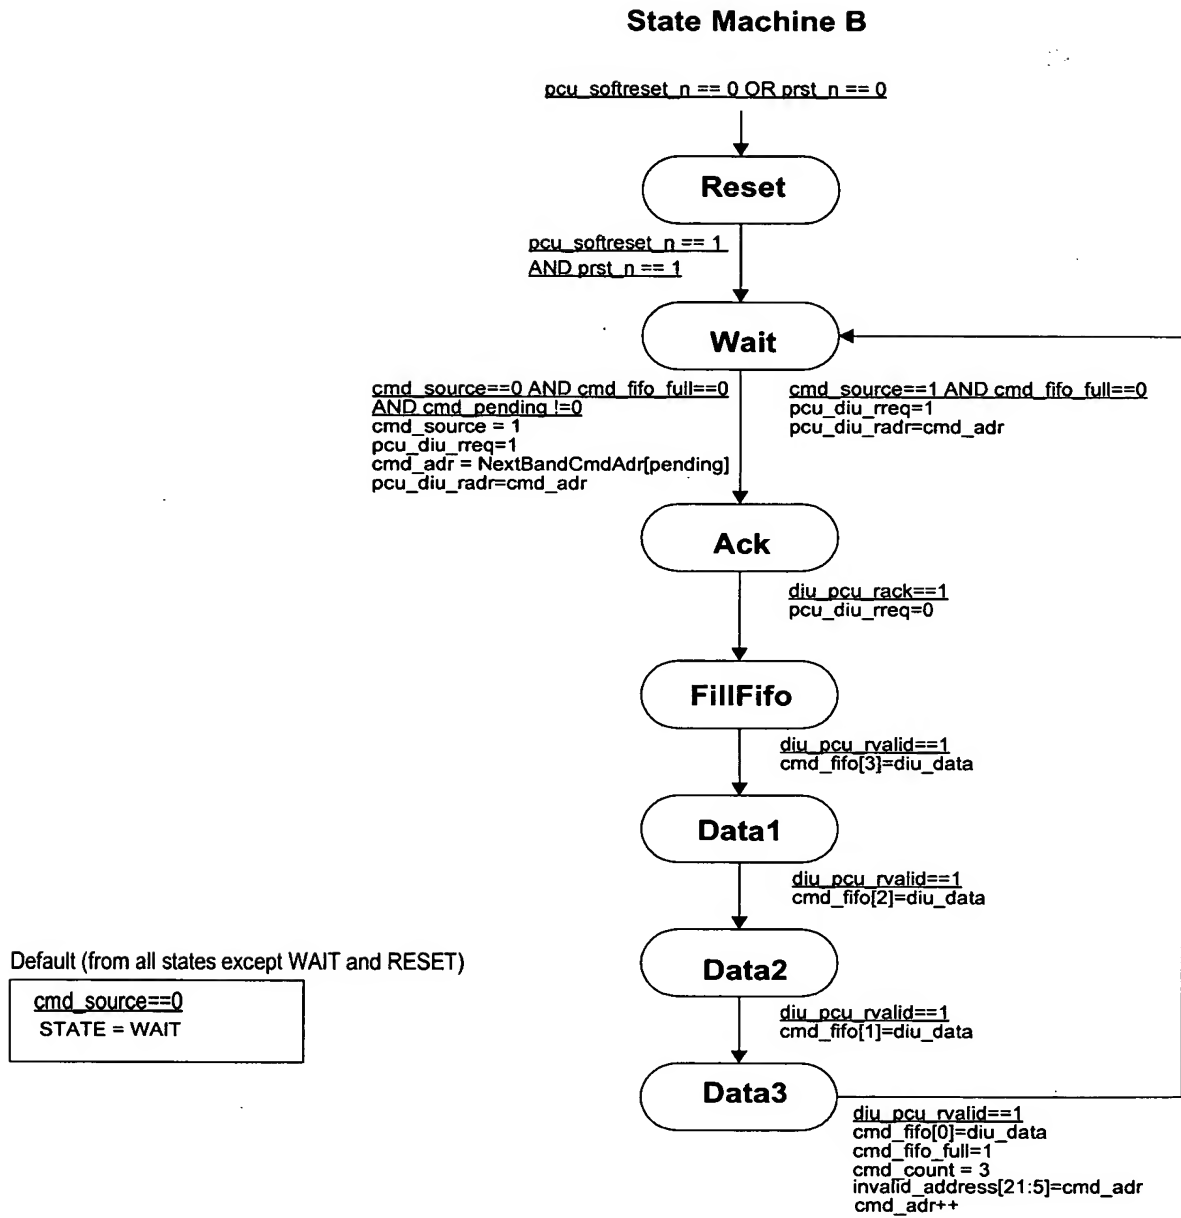 State Machine B
pcu_softreset_n == 0 OR prst_n == 0
Reset
pcu_softreset_n == 1
AND prst_n == 1
Wait
cmd_source==0 AND cmd_fifo_full==0
AND cmd_pending !=0
cmd_source = 1
pcu_diu_rreq=1
cmd_adr = NextBandCmdAdr[pending]
pcu_diu_radr=cmd_adr
cmd_source==1 AND cmd_fifo_full==0
pcu_diu_rreq=1
pcu_diu_radr=cmd_adr
Ack
diu_pcu_rack==1
pcu_diu_rreq=0
FillFifo
diu_pcu_rvalid==1
cmd_fifo[3]=diu_data
Data1
diu_pcu_rvalid==1
cmd_fifo[2]=diu_data
Data2
diu_pcu_rvalid==1
cmd_fifo[1]=diu_data
Default (from all states except WAIT and RESET)
cmd_source==0
STATE = WAIT
Data3
diu_pcu_rvalid==1
cmd_fifo[0]=diu_data
cmd_fifo_full=1
cmd_count = 3
invalid_address[21:5]=cmd_adr
cmd_adr++